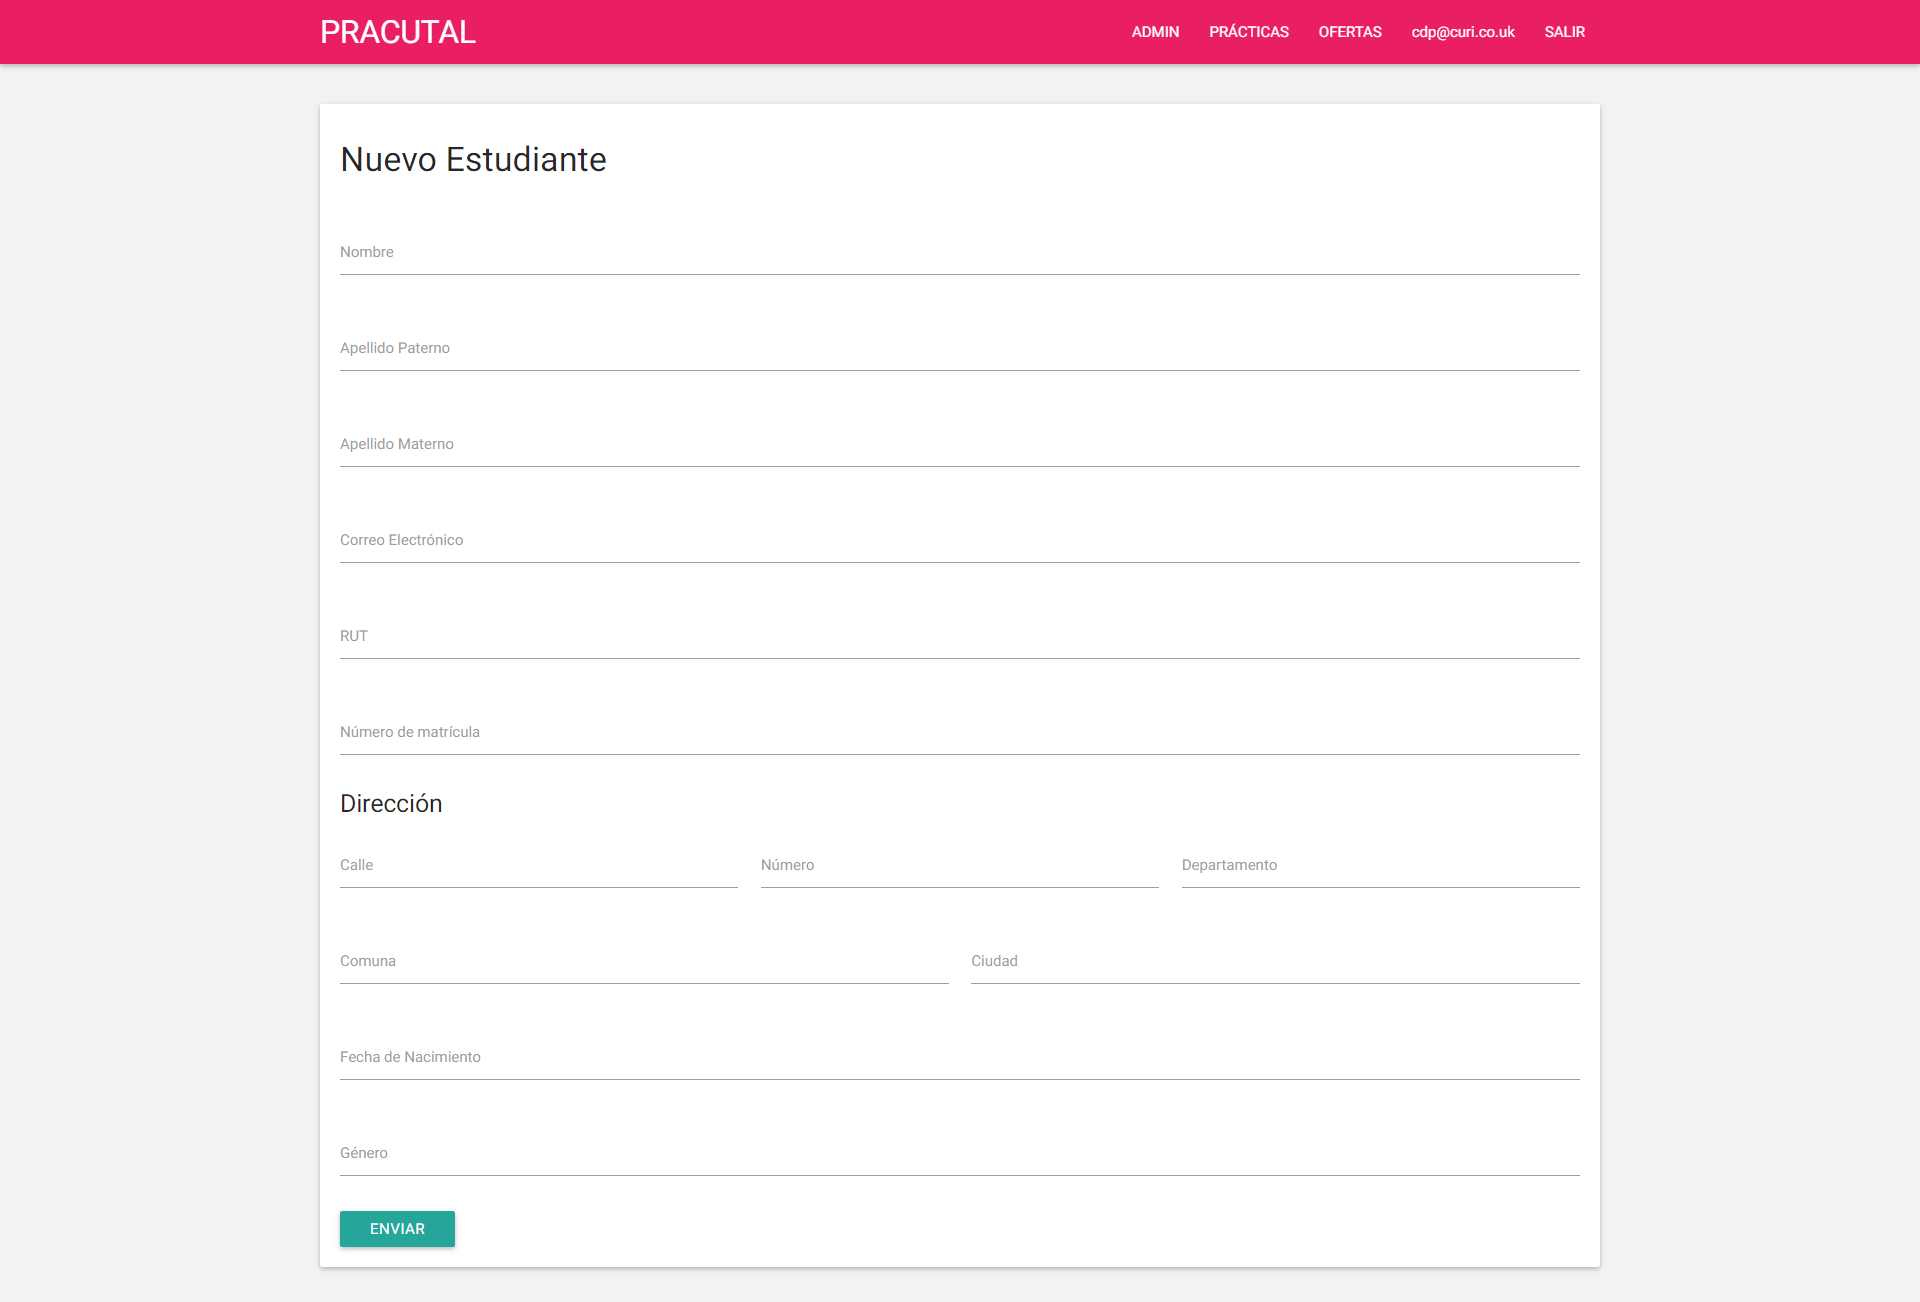 PRACUTAL ADMIN PRÁCTICAS OFERTAS cdp@curi.co.uk SALIR
Nuevo Estudiante
Nombre
Apellido Paterno
Apellido Materno
Correo Electrónico
RUT
Número de matrícula
Dirección
Calle Número Departamento
Comuna Ciudad
Fecha de Nacimiento
Género
ENVIAR